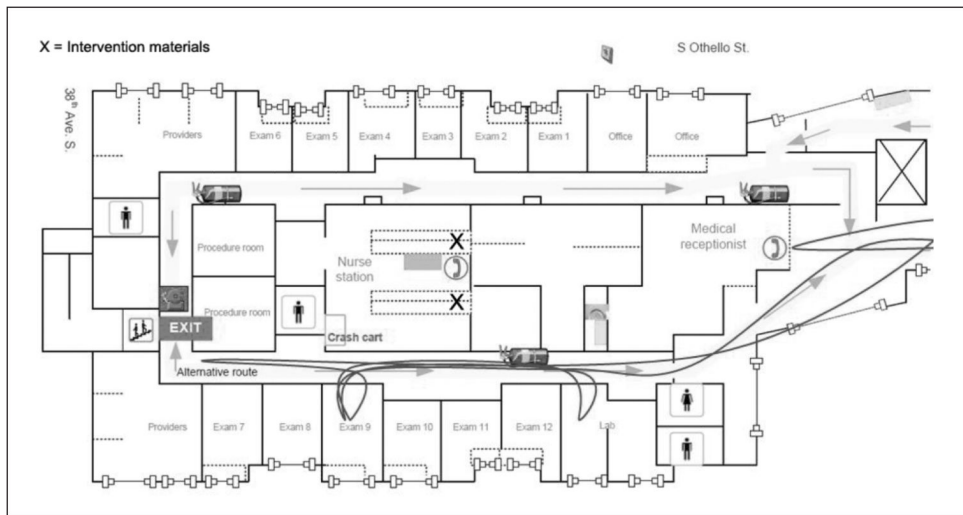 X = Intervention materials
S Othello St.
38th Ave. S.
Providers
Exam 6
Exam 5
Exam 4
Exam 3
Exam 2
Exam 1
Office
Office
Procedure room
Nurse
station
X
Medical
receptionist
X
Procedure room
EXIT
Crash cart
Alternative route
Providers
Exam 7
Exam 8
Exam 9
Exam 10
Exam 11
Exam 12
Lab